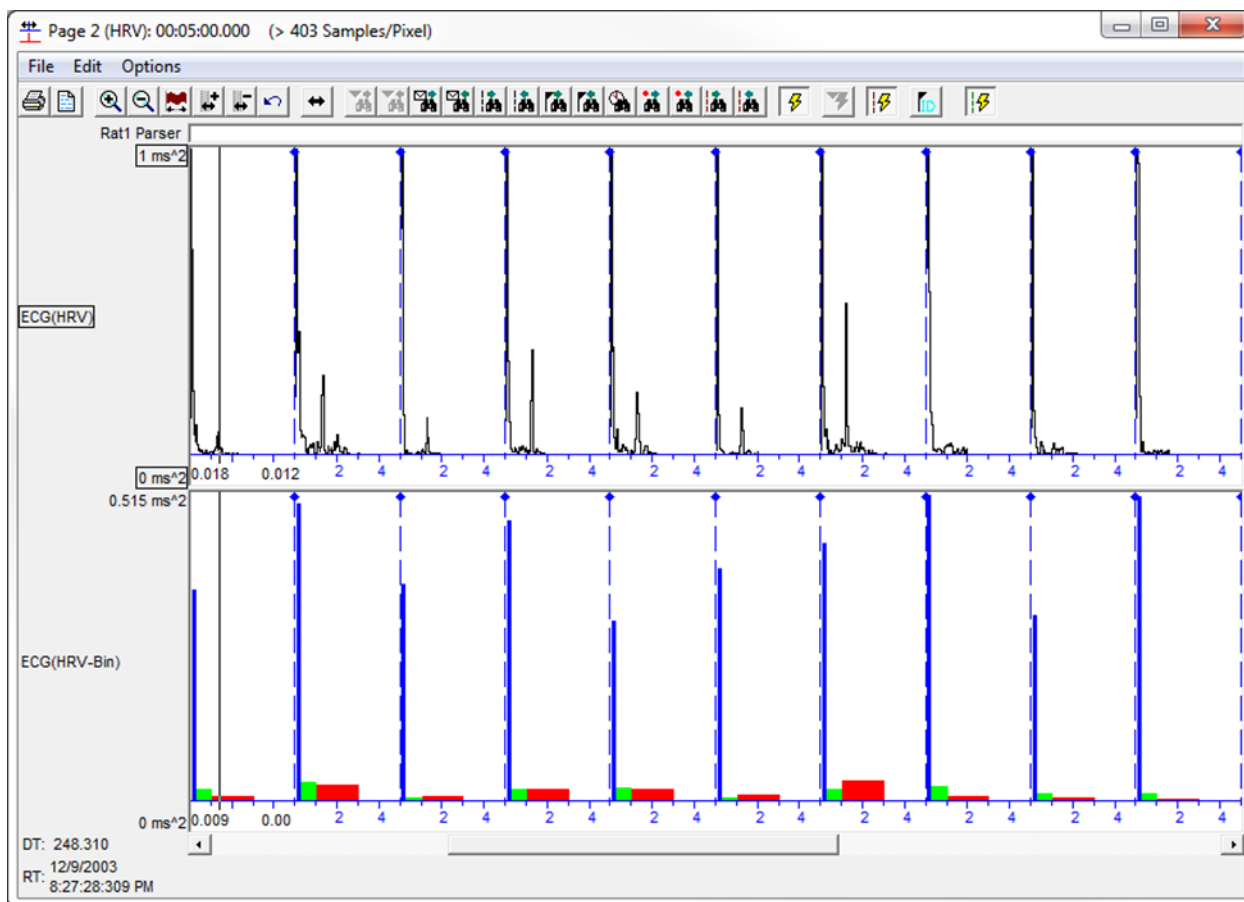 Page 2 (HRV): 00:05:00.000 (> 403 Samples/Pixel)
File Edit Options
ID
Rat1 Parser
1 ms^2
ECG(HRV)
0 ms^2
0.018 0.012 2 4 2 4 2 4 2 4 2 4 2 4 2 4 2 4 2 4
0.515 ms^2
ECG(HRV-Bin)
0 ms^2
0.009 0.00 2 4 2 4 2 4 2 4 2 4 2 4 2 4 2 4 2 4
DT: 248.310
RT: 12/9/2003
8:27:28:309 PM